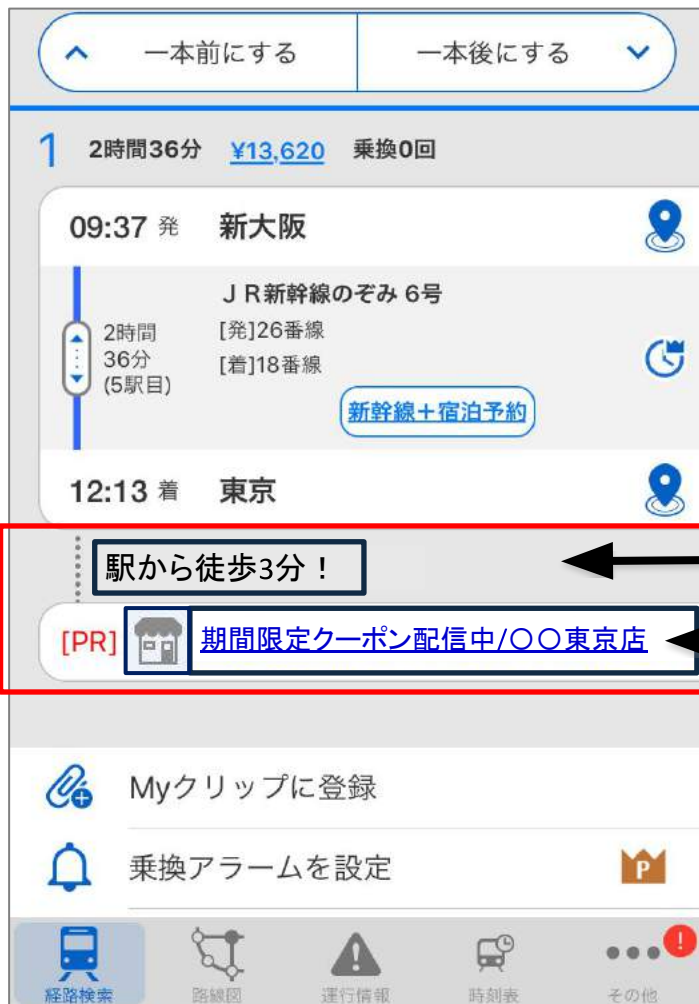 一本前にする 一本後にする
1 2時間36分 ¥13,620 乗換0回
09:37 発 新大阪
ＪＲ新幹線のぞみ 6号
2時間 [発]26番線
36分 [着]18番線
(5駅目)
新幹線＋宿泊予約
12:13 着 東京
駅から徒歩3分！
[PR] 期間限定クーポン配信中/〇〇東京店
Myクリップに登録
乗換アラームを設定 P
経路検索 路線図 運行情報 時刻表 その他